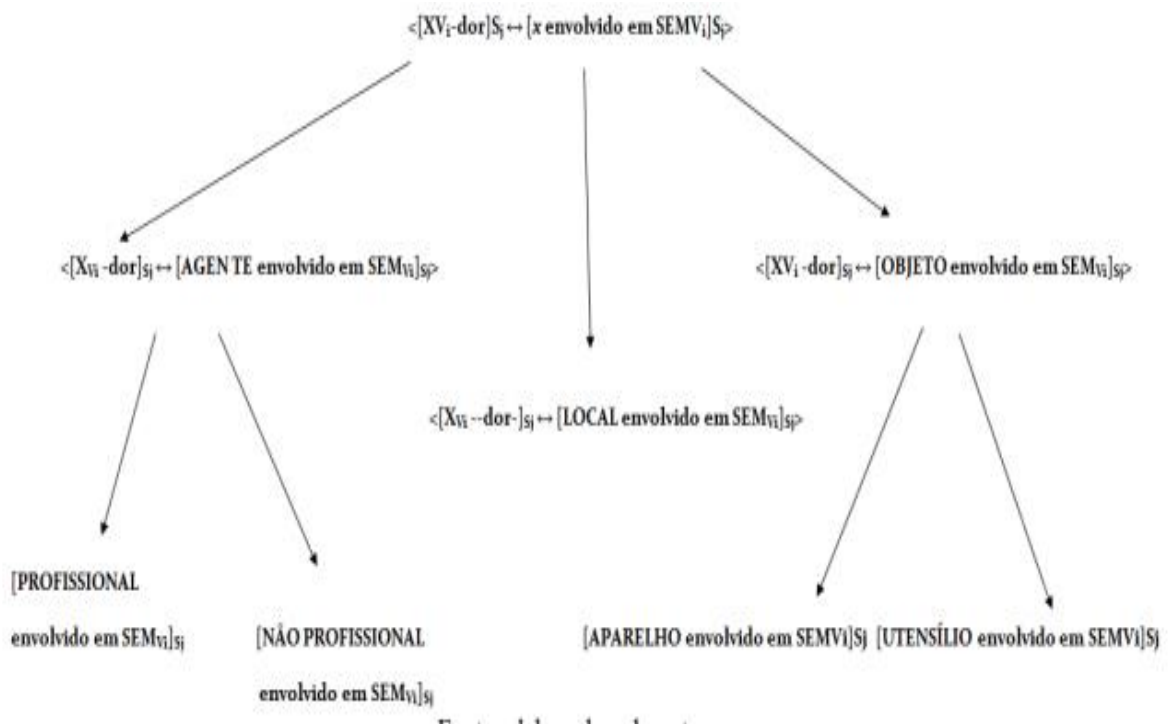 <[XVi-dor]Sj↔[x envolvido em SEMVi]Sj>
<[XVi -dor]Sj↔[AGEN TE envolvido em SEMVi]Sj>
<[XVi -dor]Sj↔[OBJETO envolvido em SEMVi]Sj>
<[XVi --dor-]Sj↔[LOCAL envolvido em SEMVi]Sj>
[PROFISSIONAL
envolvido em SEMVi]Sj
[NÃO PROFISSIONAL
envolvido em SEMVi]Sj
[APARELHO envolvido em SEMVi]Sj
[UTENSÍLIO envolvido em SEMVi]Sj